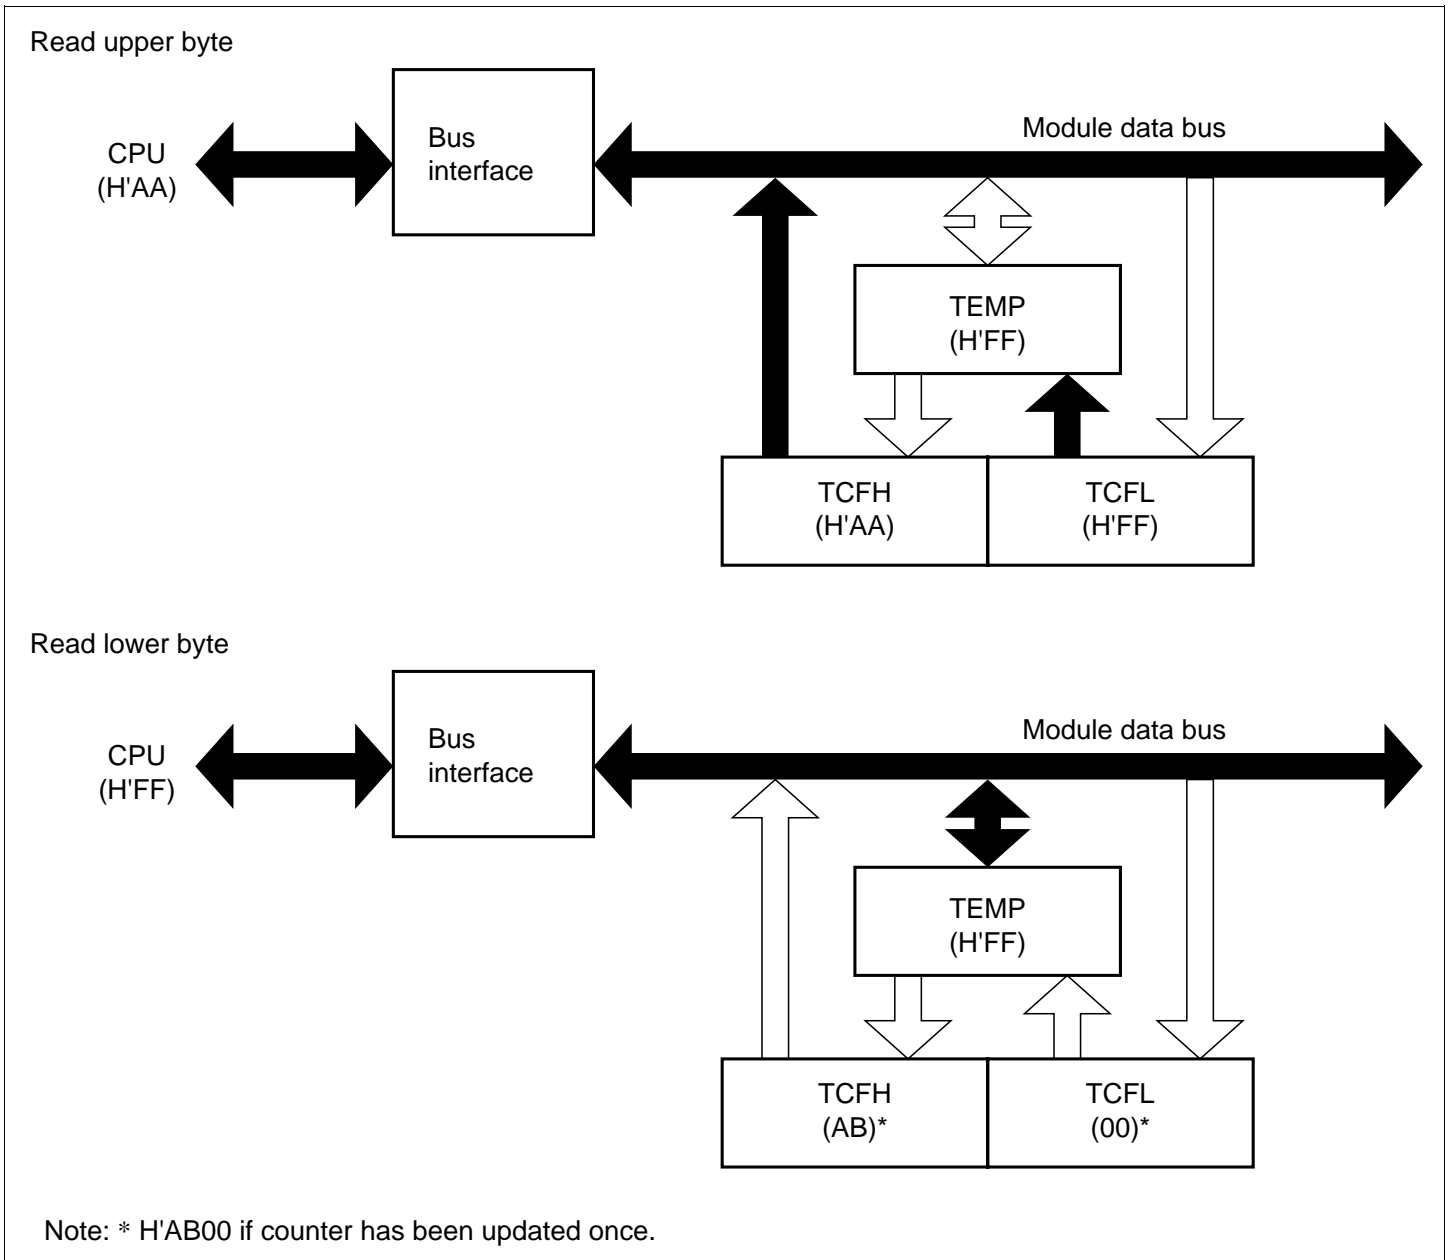 Read upper byte
CPU
(H'AA)
Bus
interface
Module data bus
TEMP
(H'FF)
TCFH
(H'AA)
TCFL
(H'FF)
Read lower byte
CPU
(H'FF)
Bus
interface
Module data bus
TEMP
(H'FF)
TCFH
(AB)*
TCFL
(00)*
Note: * H'AB00 if counter has been updated once.